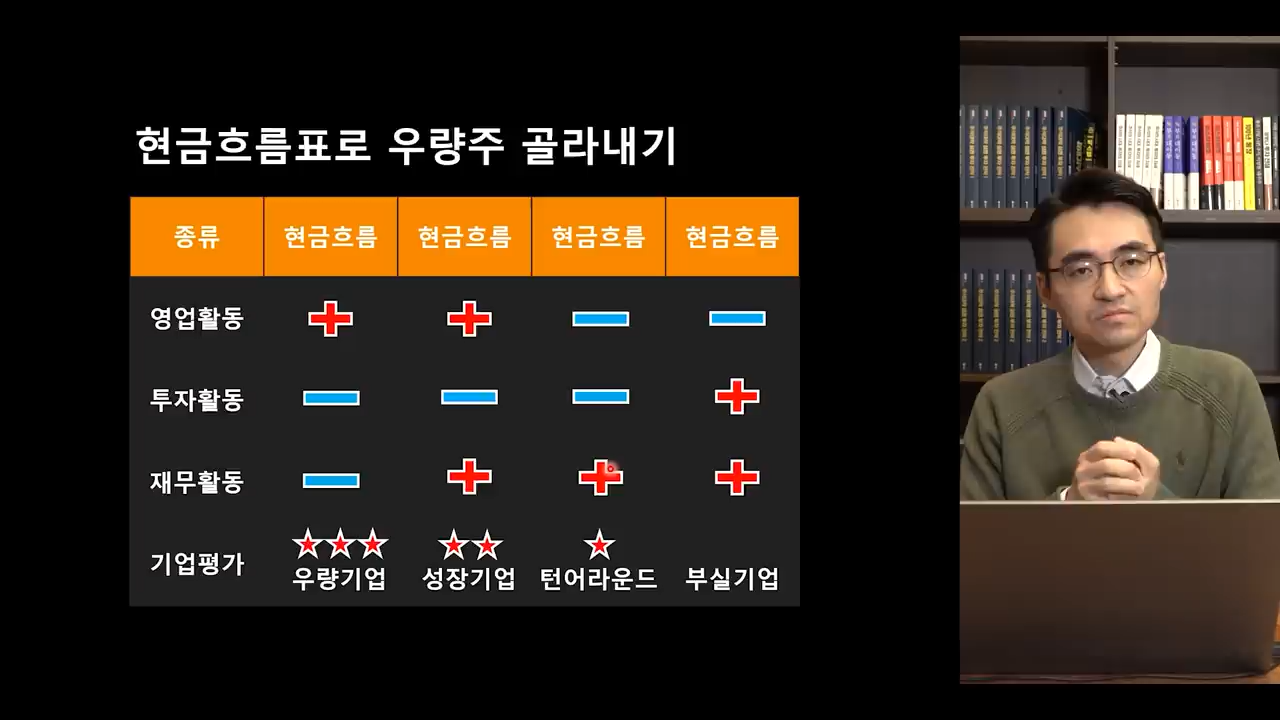 현금흐름표로 우량주 골라내기
종류 현금흐름 현금흐름 현금흐름 현금흐름
영업활동
투자활동
재무활동
기업평가
우량기업 성장기업 턴어라운드 부실기업